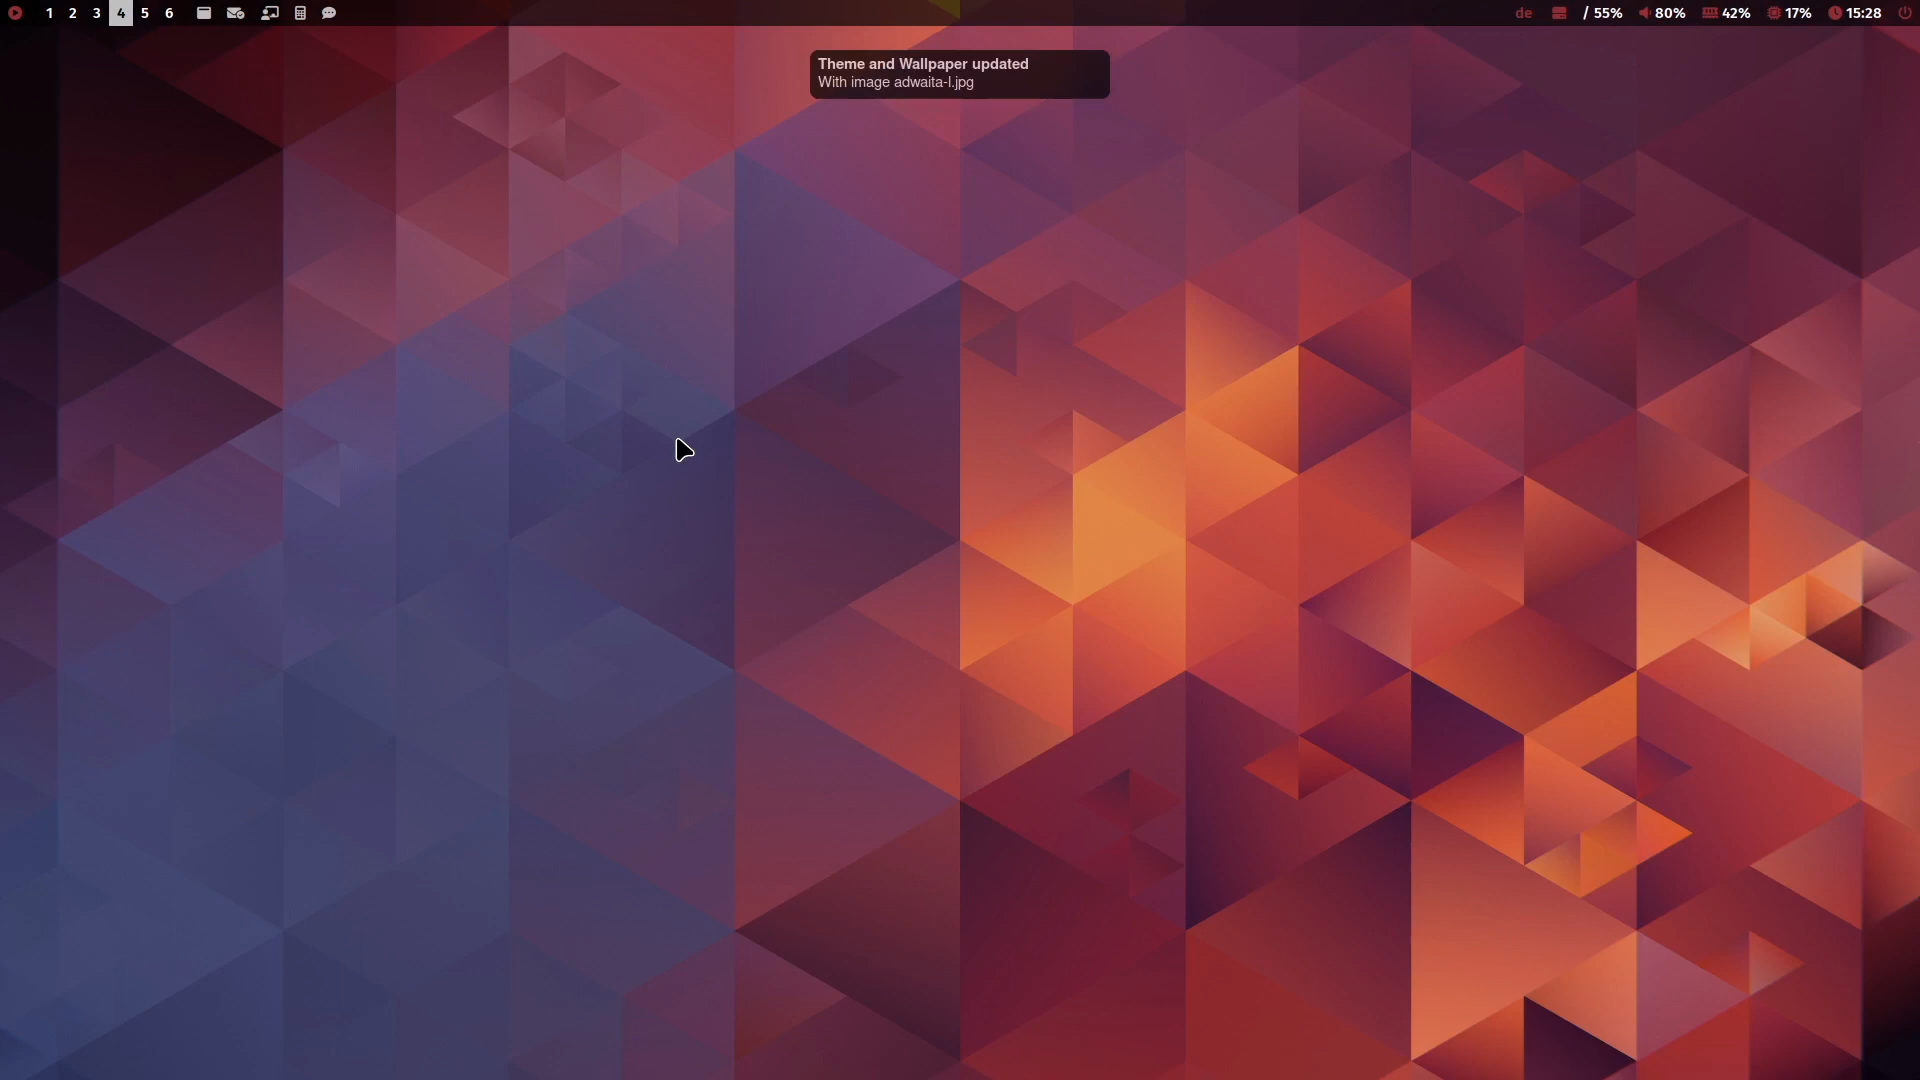 1 2 3 4 5 6
de / 55% 80% 42% 17% 15:28
Theme and Wallpaper updated
With image adwaita-l.jpg